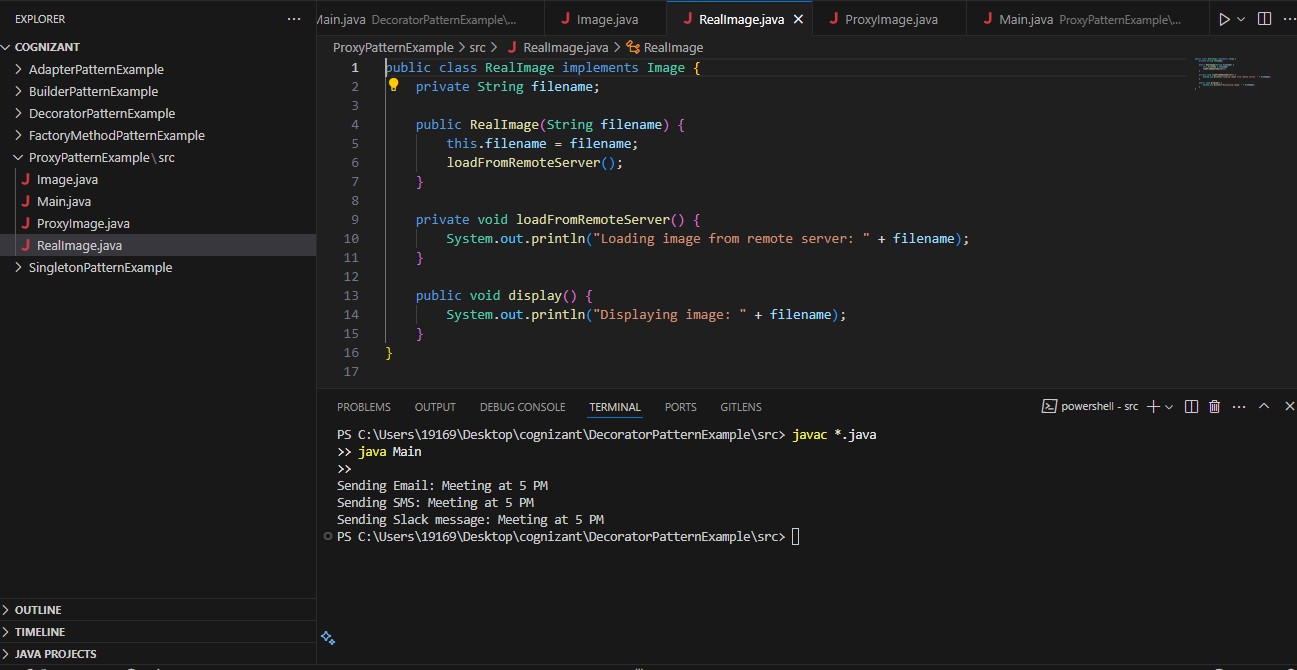 EXPLORER
COGNIZANT
AdapterPatternExample
BuilderPatternExample
DecoratorPatternExample
FactoryMethodPatternExample
ProxyPatternExample\src
Image.java
Main.java
ProxyImage.java
RealImage.java
SingletonPatternExample
OUTLINE
TIMELINE
JAVA PROJECTS
Main.java DecoratorPatternExample\... Image.java RealImage.java ProxyImage.java Main.java ProxyPatternExample\...
ProxyPatternExample > src > RealImage.java > RealImage
1 public class RealImage implements Image {
2     private String filename;
3
4     public RealImage(String filename) {
5         this.filename = filename;
6         loadFromRemoteServer();
7     }
8
9     private void loadFromRemoteServer() {
10         System.out.println("Loading image from remote server: " + filename);
11     }
12
13     public void display() {
14         System.out.println("Displaying image: " + filename);
15     }
16 }
17
PROBLEMS OUTPUT DEBUG CONSOLE TERMINAL PORTS GITLENS powershell - src
PS C:\Users\19169\Desktop\cognizant\DecoratorPatternExample\src> javac *.java
>> java Main
>>
Sending Email: Meeting at 5 PM
Sending SMS: Meeting at 5 PM
Sending Slack message: Meeting at 5 PM
PS C:\Users\19169\Desktop\cognizant\DecoratorPatternExample\src>